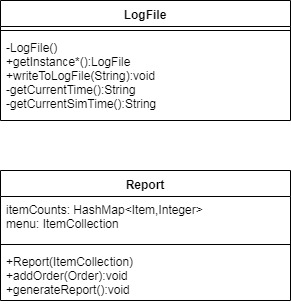 LogFile
-LogFile()
+getInstance*():LogFile
+writeToLogFile(String):void
-getCurrentTime():String
-getCurrentSimTime():String
Report
itemCounts: HashMap<Item,Integer>
menu: ItemCollection
+Report(ItemCollection)
+addOrder(Order):void
+generateReport():void